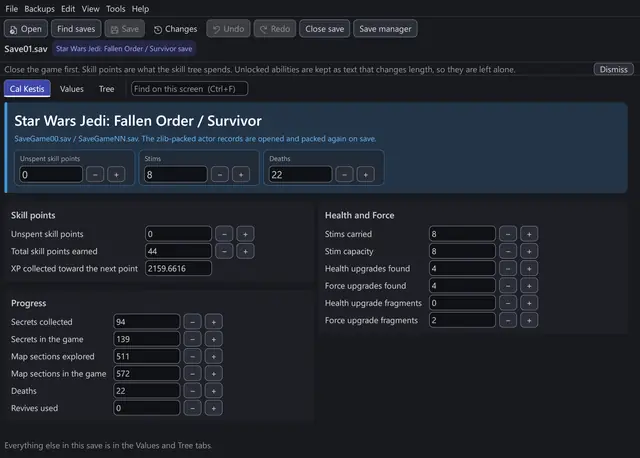 File Backups Edit View Tools Help
Open Find saves Save Changes Undo Redo Close save Save manager
Save01.sav Star Wars Jedi: Fallen Order / Survivor save
Close the game first. Skill points are what the skill tree spends. Unlocked abilities are kept as text that changes length, so they are left alone. Dismiss
Cal Kestis Values Tree Find on this screen (Ctrl+F)
Star Wars Jedi: Fallen Order / Survivor
SaveGame00.sav / SaveGameNN.sav. The zlib-packed actor records are opened and packed again on save.
Unspent skill points
0 − +
Stims
8 − +
Deaths
22 − +
Skill points
Unspent skill points 0 − +
Total skill points earned 44 − +
XP collected toward the next point 2159.6616
Progress
Secrets collected 94 − +
Secrets in the game 139 − +
Map sections explored 511 − +
Map sections in the game 572 − +
Deaths 22 − +
Revives used 0 − +
Health and Force
Stims carried 8 − +
Stim capacity 8 − +
Health upgrades found 4 − +
Force upgrades found 4 − +
Health upgrade fragments 0 − +
Force upgrade fragments 2 − +
Everything else in this save is in the Values and Tree tabs